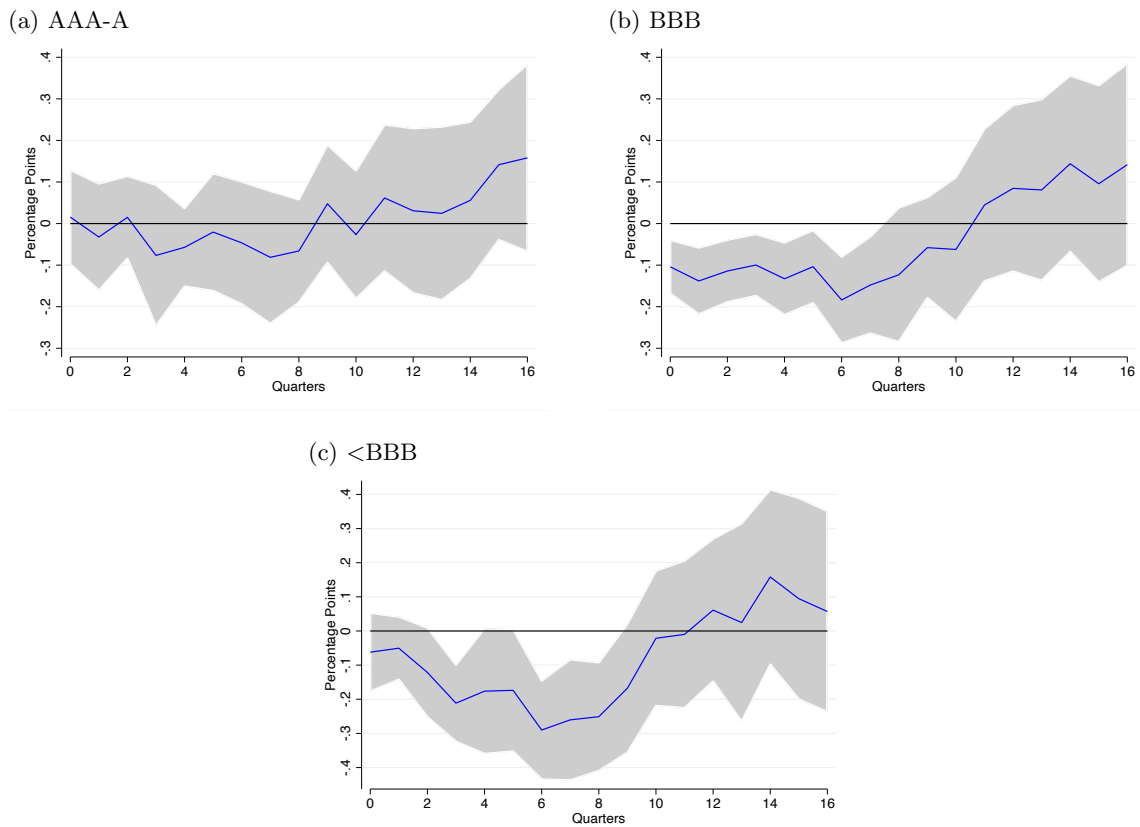 (a) AAA-A
Percentage Points
.4
.3
.2
.1
0
-.1
-.2
-.3
0 2 4 6 8 10 12 14 16
Quarters
(b) BBB
Percentage Points
.4
.3
.2
.1
0
-.1
-.2
-.3
0 2 4 6 8 10 12 14 16
Quarters
(c) <BBB
Percentage Points
.4
.3
.2
.1
0
-.1
-.2
-.3
-.4
0 2 4 6 8 10 12 14 16
Quarters